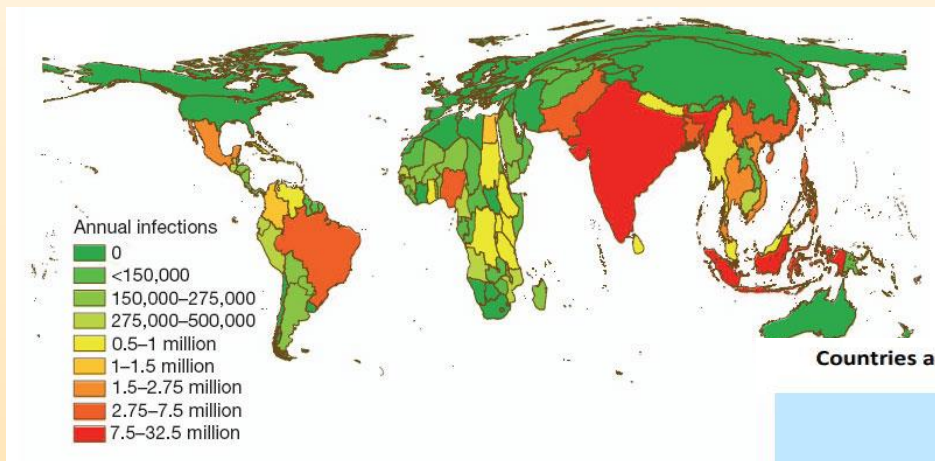 Annual infections
0
<150,000
150,000–275,000
275,000–500,000
0.5–1 million
1–1.5 million
1.5–2.75 million
2.75–7.5 million
7.5–32.5 million
Countries a